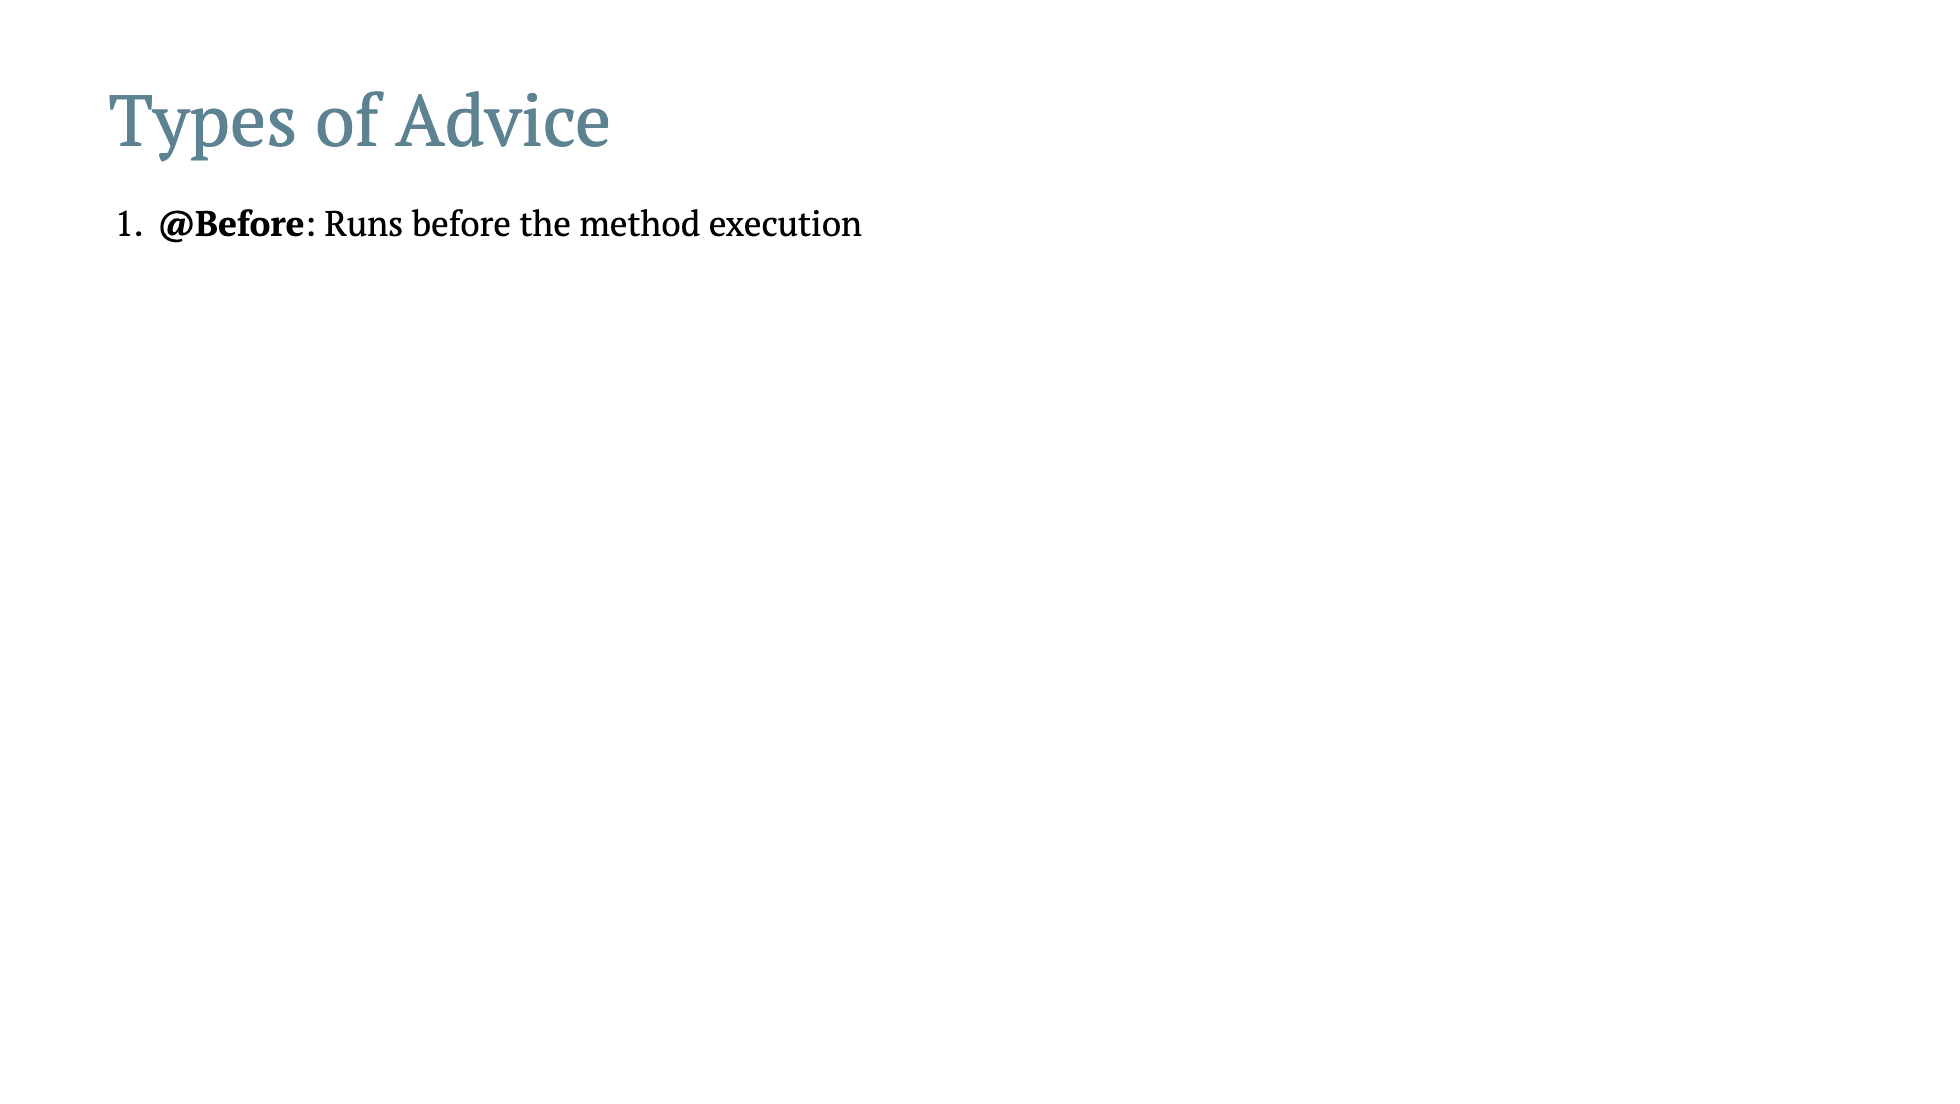 Types of Advice
1. @Before: Runs before the method execution